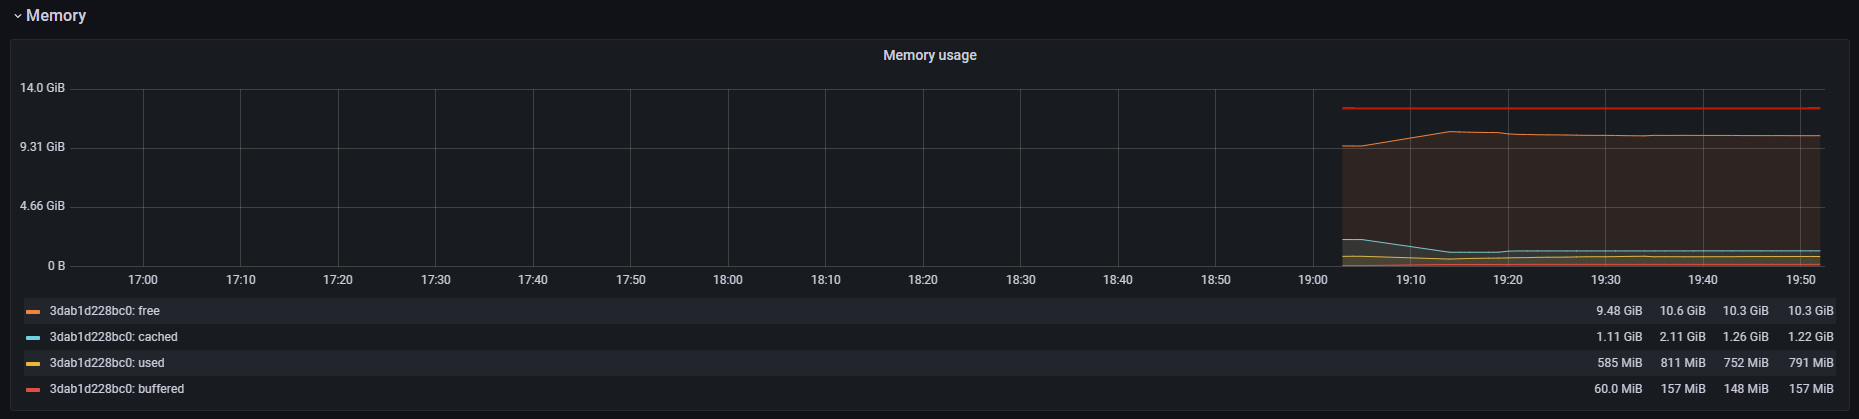 Memory
Memory usage
14.0 GiB
9.31 GiB
4.66 GiB
0 B
17:00 17:10 17:20 17:30 17:40 17:50 18:00 18:10 18:20 18:30 18:40 18:50 19:00 19:10 19:20 19:30 19:40 19:50
3dab1d228bc0: free 9.48 GiB 10.6 GiB 10.3 GiB 10.3 GiB
3dab1d228bc0: cached 1.11 GiB 2.11 GiB 1.26 GiB 1.22 GiB
3dab1d228bc0: used 585 MiB 811 MiB 752 MiB 791 MiB
3dab1d228bc0: buffered 60.0 MiB 157 MiB 148 MiB 157 MiB